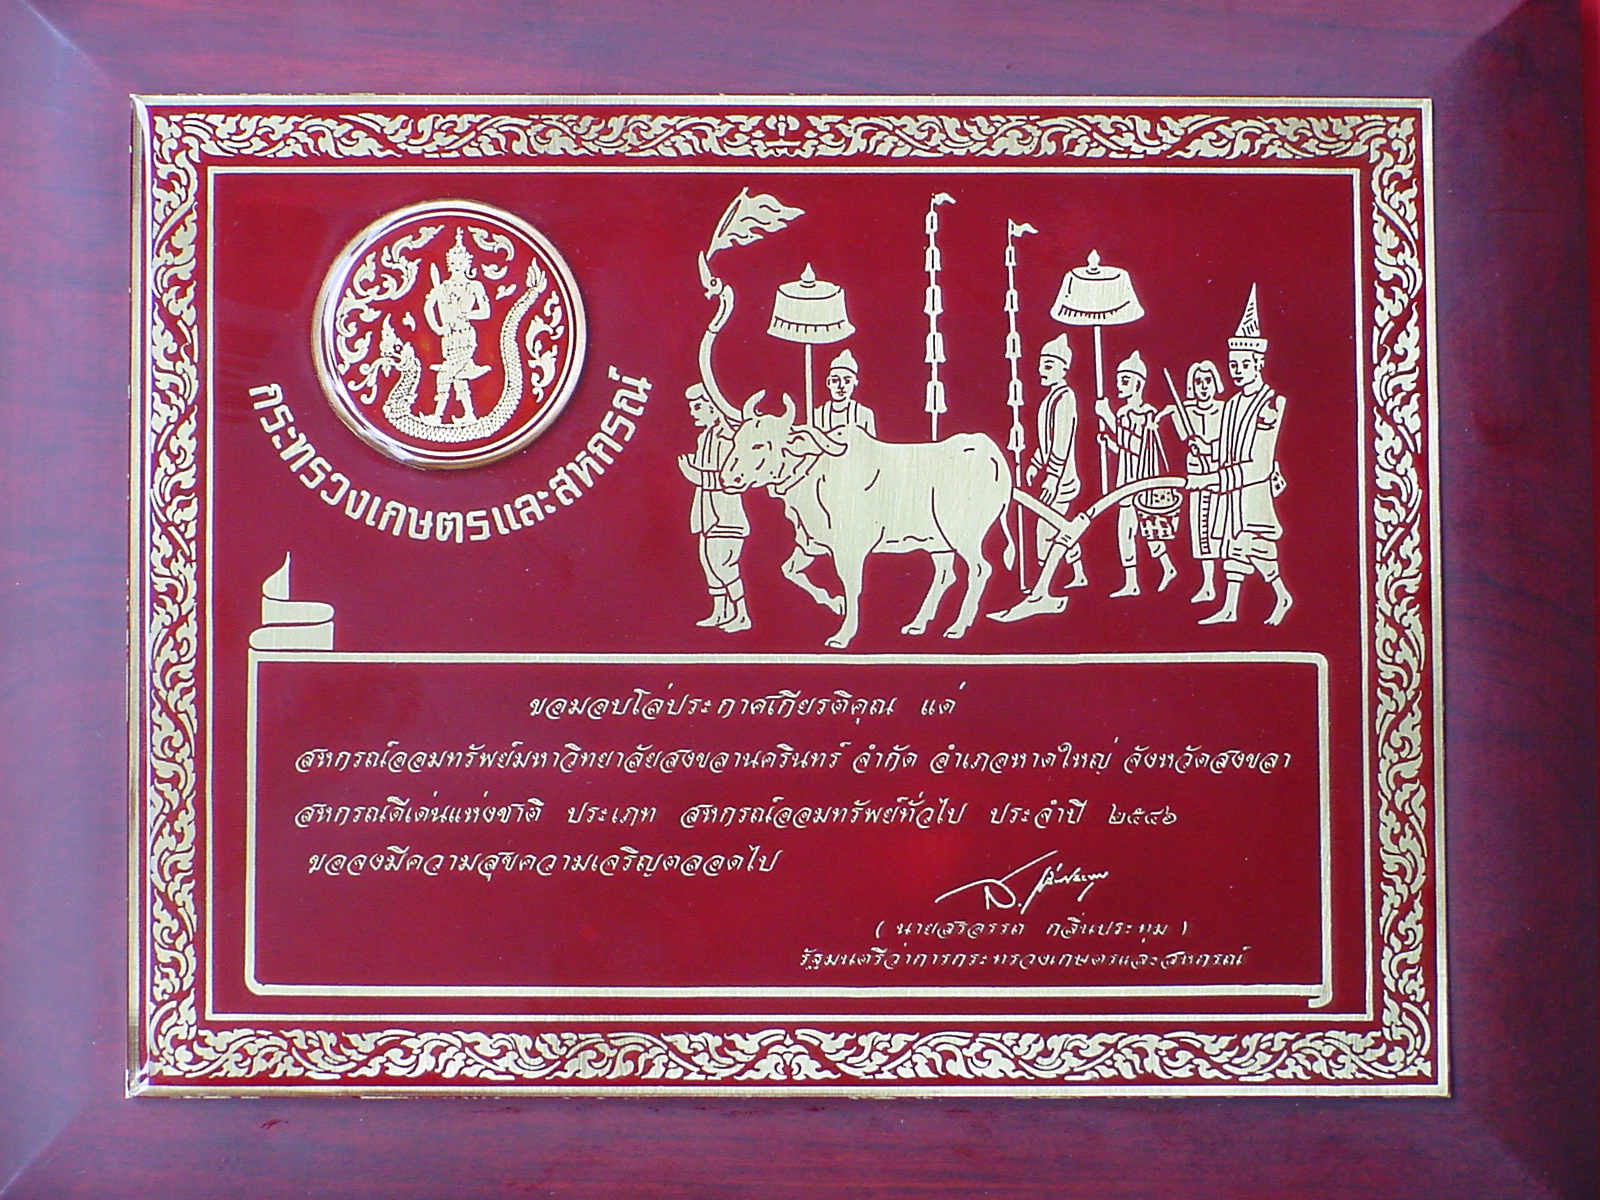 กระทรวงเกษตรและสหกรณ์
ขอมอบโล่ประกาศเกียรติคุณ แด่
สหกรณ์ออมทรัพย์มหาวิทยาลัยสงขลานครินทร์ จำกัด อำเภอหาดใหญ่ จังหวัดสงขลา
สหกรณ์ดีเด่นแห่งชาติ ประเภท สหกรณ์ออมทรัพย์ทั่วไป ประจำปี ๒๕๔๖
ขอจงมีความสุขความเจริญตลอดไป
( นายสรอรรถ กลิ่นประทุม )
รัฐมนตรีว่าการกระทรวงเกษตรและสหกรณ์